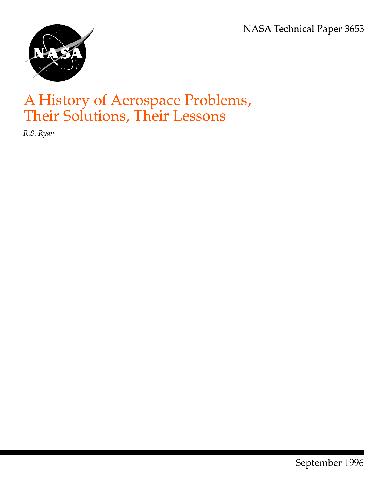 NASA Technical Paper 3653
NASA
A History of Aerospace Problems,
Their Solutions, Their Lessons
R.S. Ryan
September 1996